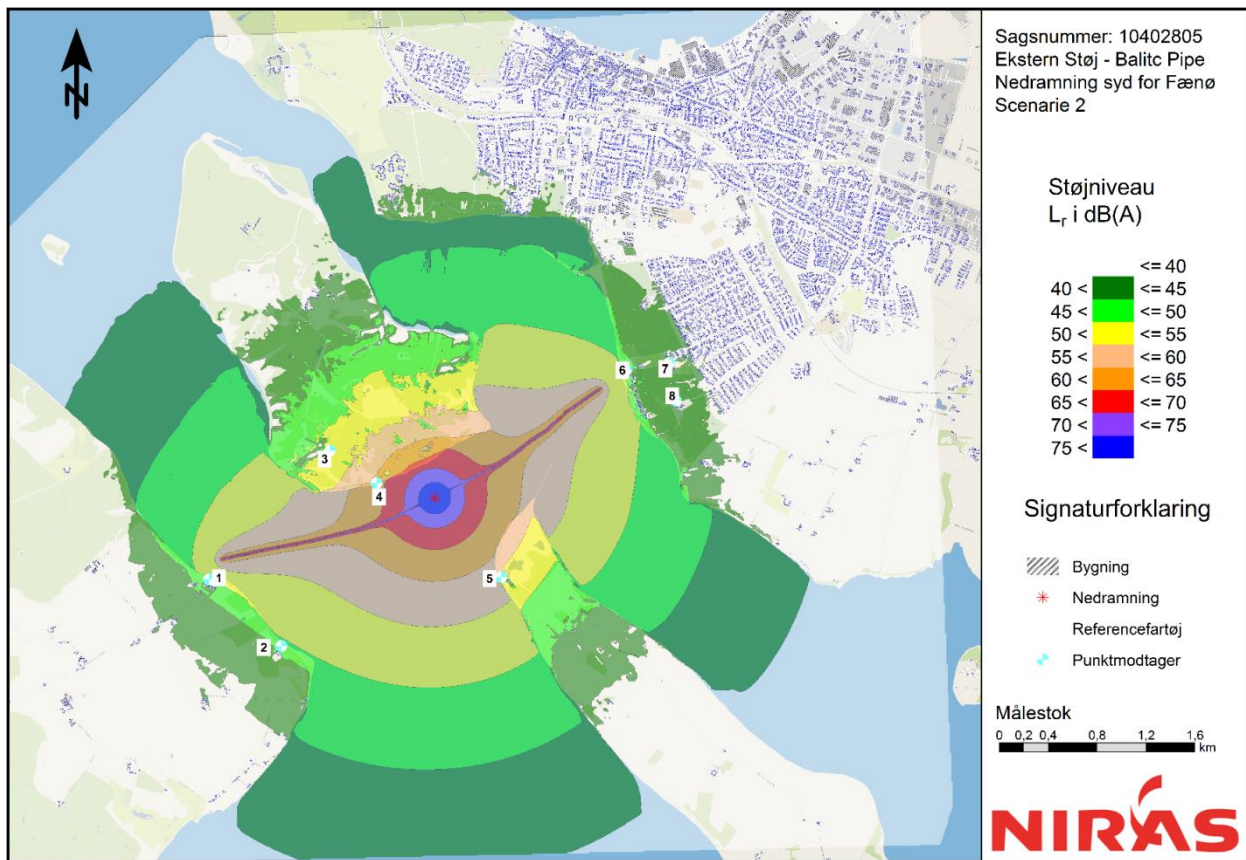 N
Sagsnummer: 10402805
Ekstern Støj - Balitc Pipe
Nedramning syd for Fænø
Scenarie 2
Støjniveau
Lr i dB(A)
<= 40
40 < <= 45
45 < <= 50
50 < <= 55
55 < <= 60
60 < <= 65
65 < <= 70
70 < <= 75
75 <
Signaturforklaring
Bygning
Nedramning
Referencefartøj
Punktmodtager
Målestok
0 0,2 0,4 0,8 1,2 1,6
km
NIRAS
6
7
8
3
4
1
5
2